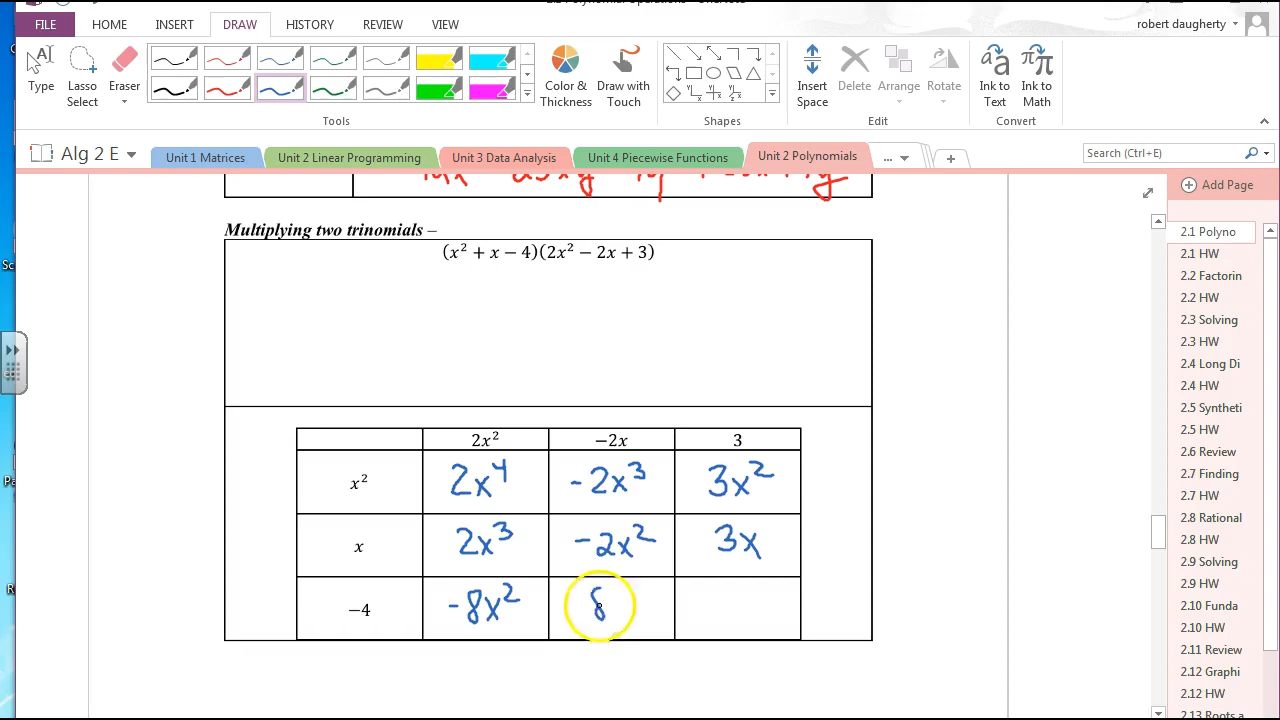 FILE HOME INSERT DRAW HISTORY REVIEW VIEW robert daugherty
Type Lasso Select Eraser Color & Thickness Draw with Touch Insert Space Delete Arrange Rotate Ink to Text Ink to Math
Tools Shapes Edit Convert
Alg 2 E Unit 1 Matrices Unit 2 Linear Programming Unit 3 Data Analysis Unit 4 Piecewise Functions Unit 2 Polynomials ... + Search (Ctrl+E)
Add Page
Multiplying two trinomials –
(x² + x − 4)(2x² − 2x + 3)
2x² −2x 3
x² 2x⁴ -2x³ 3x²
x 2x³ -2x² 3x
−4 -8x² 8
2.1 Polyno
2.1 HW
2.2 Factorin
2.2 HW
2.3 Solving
2.3 HW
2.4 Long Di
2.4 HW
2.5 Syntheti
2.5 HW
2.6 Review
2.7 Finding
2.7 HW
2.8 Rational
2.8 HW
2.9 Solving
2.9 HW
2.10 Funda
2.10 HW
2.11 Review
2.12 Graphi
2.12 HW
2.13 Roots a